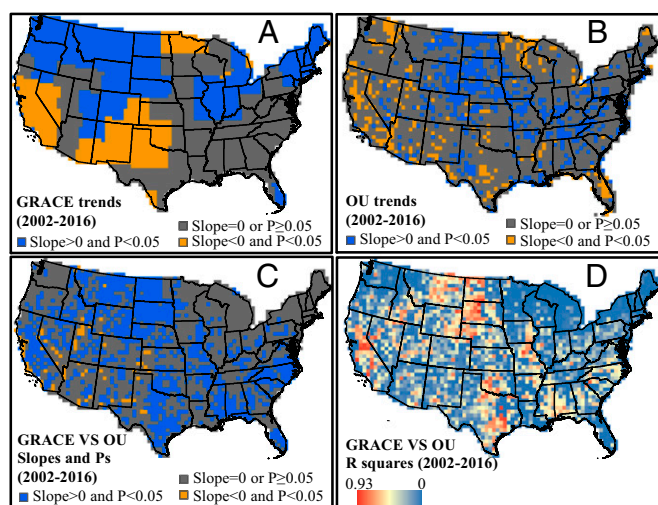 A
GRACE trends
(2002-2016)
Slope=0 or P≥0.05
Slope>0 and P<0.05
Slope<0 and P<0.05
B
OU trends
(2002-2016)
Slope=0 or P≥0.05
Slope>0 and P<0.05
Slope<0 and P<0.05
C
GRACE VS OU
Slopes and Ps
(2002-2016)
Slope=0 or P≥0.05
Slope>0 and P<0.05
Slope<0 and P<0.05
D
GRACE VS OU
R squares (2002-2016)
0.93 0